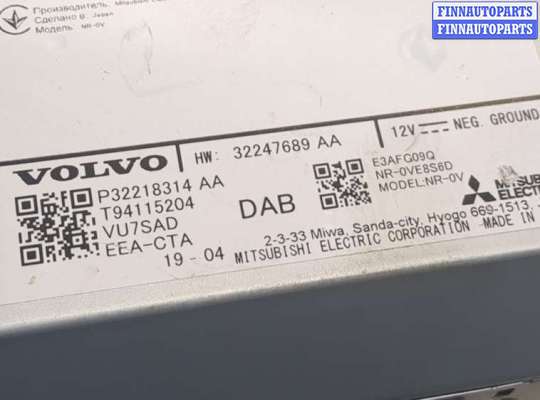 FINNAUTOPARTS
FINNAUTOPARTS
Производитель: Mitsubishi
Сделано в: Japan
Модель: NR-0V
VOLVO
HW: 32247689 AA
12V NEG. GROUND
P32218314 AA
T94115204
VU7SAD
EEA-CTA
19 - 04
DAB
E3AFG09Q
NR-0VE8S6D
MODEL:NR-0V
2-3-33 Miwa, Sanda-city, Hyogo 669-1513,
MITSUBISHI ELECTRIC CORPORATION MADE IN